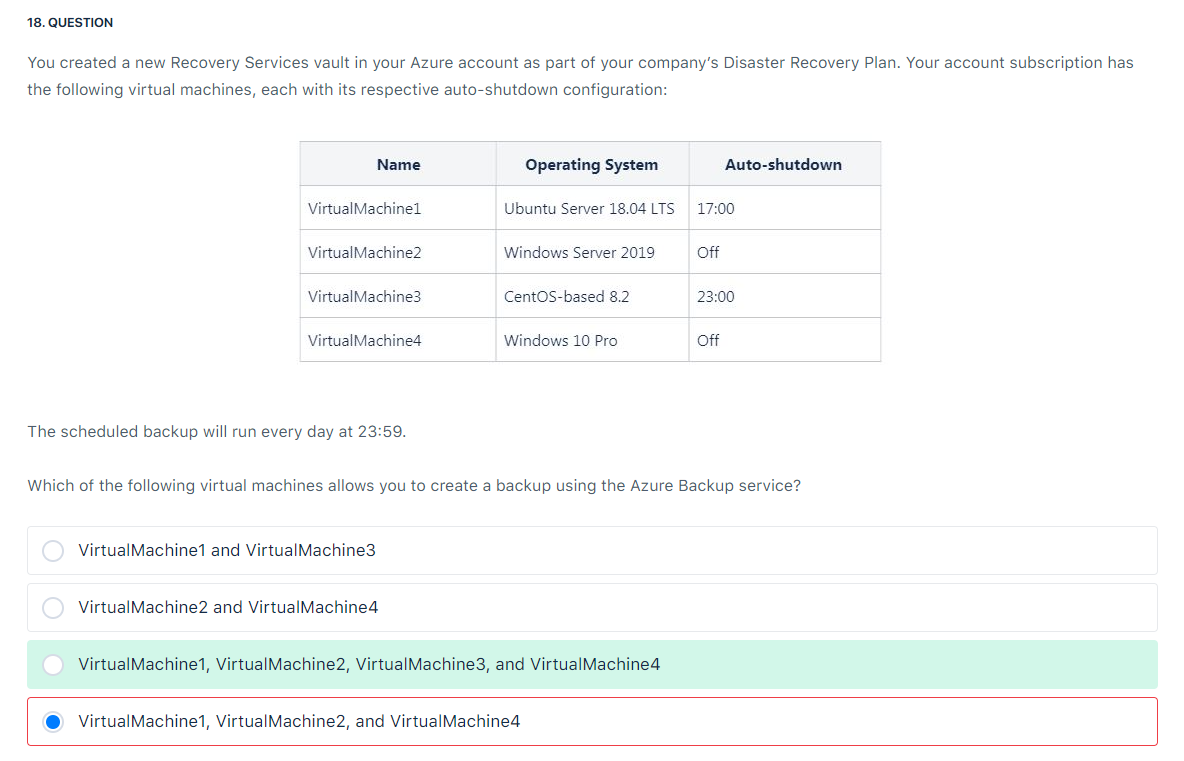 18. QUESTION
You created a new Recovery Services vault in your Azure account as part of your company’s Disaster Recovery Plan. Your account subscription has
the following virtual machines, each with its respective auto-shutdown configuration:
Name Operating System Auto-shutdown
VirtualMachine1 Ubuntu Server 18.04 LTS 17:00
VirtualMachine2 Windows Server 2019 Off
VirtualMachine3 CentOS-based 8.2 23:00
VirtualMachine4 Windows 10 Pro Off
The scheduled backup will run every day at 23:59.
Which of the following virtual machines allows you to create a backup using the Azure Backup service?
VirtualMachine1 and VirtualMachine3
VirtualMachine2 and VirtualMachine4
VirtualMachine1, VirtualMachine2, VirtualMachine3, and VirtualMachine4
VirtualMachine1, VirtualMachine2, and VirtualMachine4